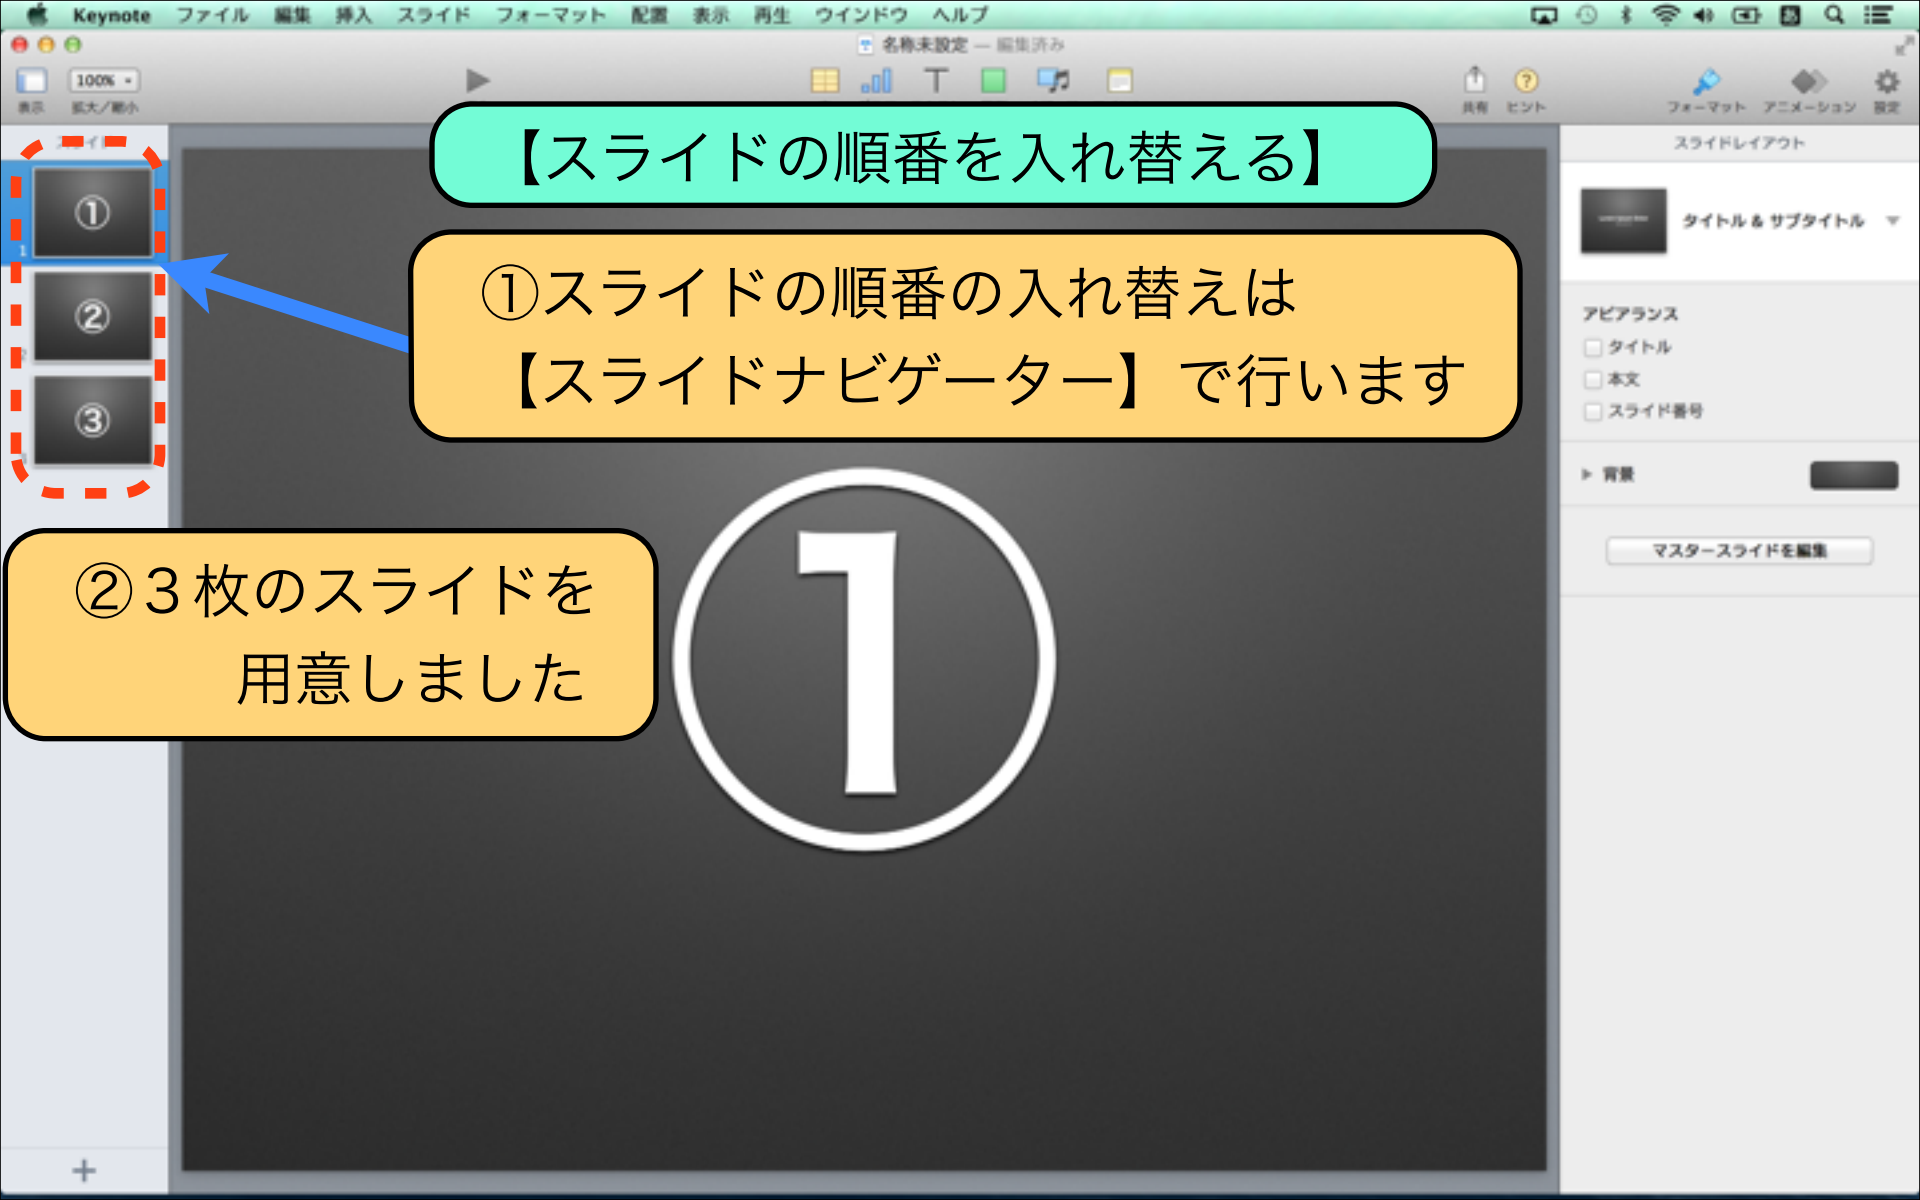 Keynote ファイル 編集 挿入 スライド フォーマット 配置 表示 再生 ウインドウ ヘルプ
名称未設定 — 編集済み
100%
表示 拡大/縮小
共有 ヒント
フォーマット アニメーション 設定
【スライドの順番を入れ替える】
スライドレイアウト
①
1
②
③
①スライドの順番の入れ替えは
【スライドナビゲーター】で行います
②3枚のスライドを
用意しました
①
タイトル & サブタイトル
アピアランス
タイトル
本文
スライド番号
背景
マスタースライドを編集